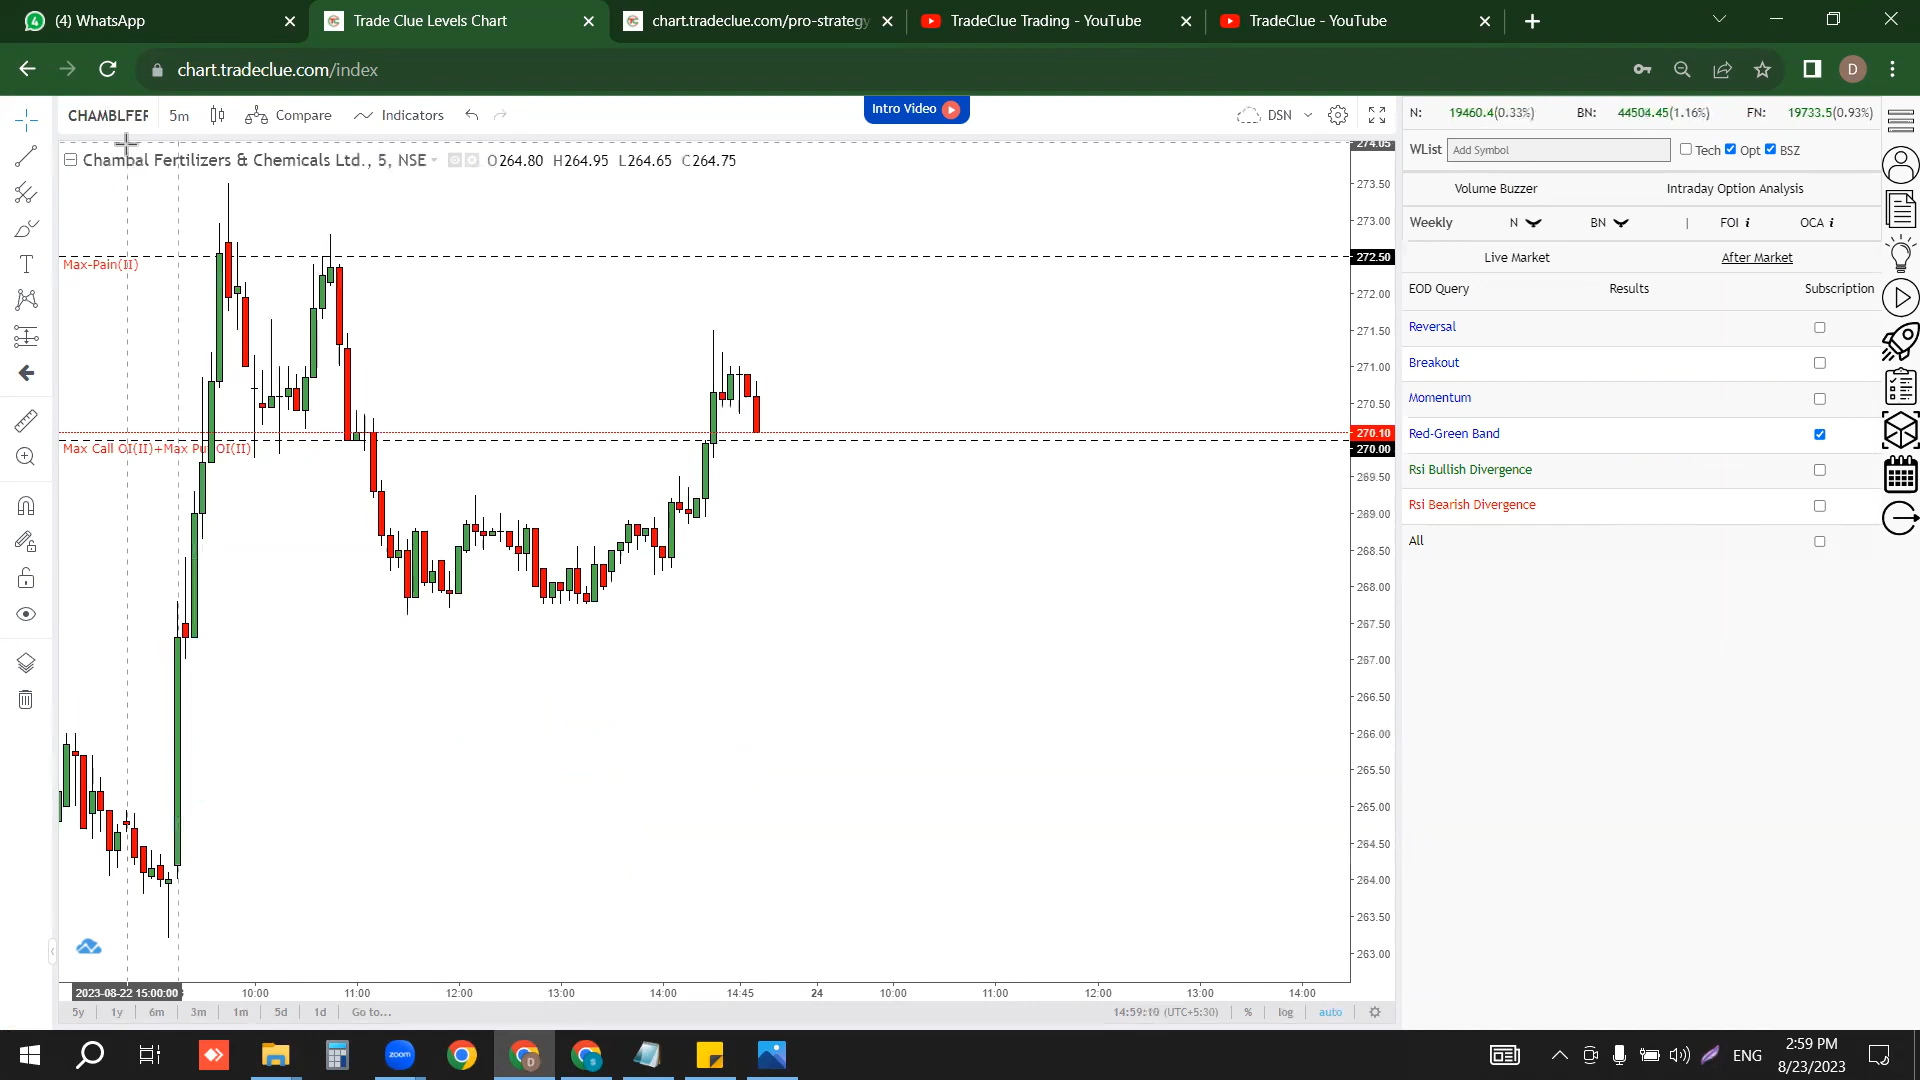 (4) WhatsApp
Trade Clue Levels Chart
chart.tradeclue.com/pro-strategy
TradeClue Trading - YouTube
TradeClue - YouTube
chart.tradeclue.com/index
D
CHAMBLFER
5m
Compare
Indicators
Intro Video
DSN
Chambal Fertilizers & Chemicals Ltd., 5, NSE
O264.80 H264.95 L264.65 C264.75
Max-Pain(II)
Max Call OI(II)+Max Put OI(II)
274.05
273.50
273.00
272.50
272.00
271.50
271.00
270.50
270.10
270.00
269.50
269.00
268.50
268.00
267.50
267.00
266.50
266.00
265.50
265.00
264.50
264.00
263.50
263.00
2023-08-22 15:00:00
10:00
11:00
12:00
13:00
14:00
14:45
24
10:00
11:00
12:00
13:00
14:00
5y 1y 6m 3m 1m 5d 1d Go to...
14:59:10 (UTC+5:30) % log auto
N: 19460.4(0.33%) BN: 44504.45(1.16%) FN: 19733.5(0.93%)
WList Add Symbol Tech Opt BSZ
Volume Buzzer Intraday Option Analysis
Weekly N BN | FOI i OCA i
Live Market After Market
EOD Query Results Subscription
Reversal
Breakout
Momentum
Red-Green Band
Rsi Bullish Divergence
Rsi Bearish Divergence
All
zoom
D
S
ENG
2:59 PM
8/23/2023